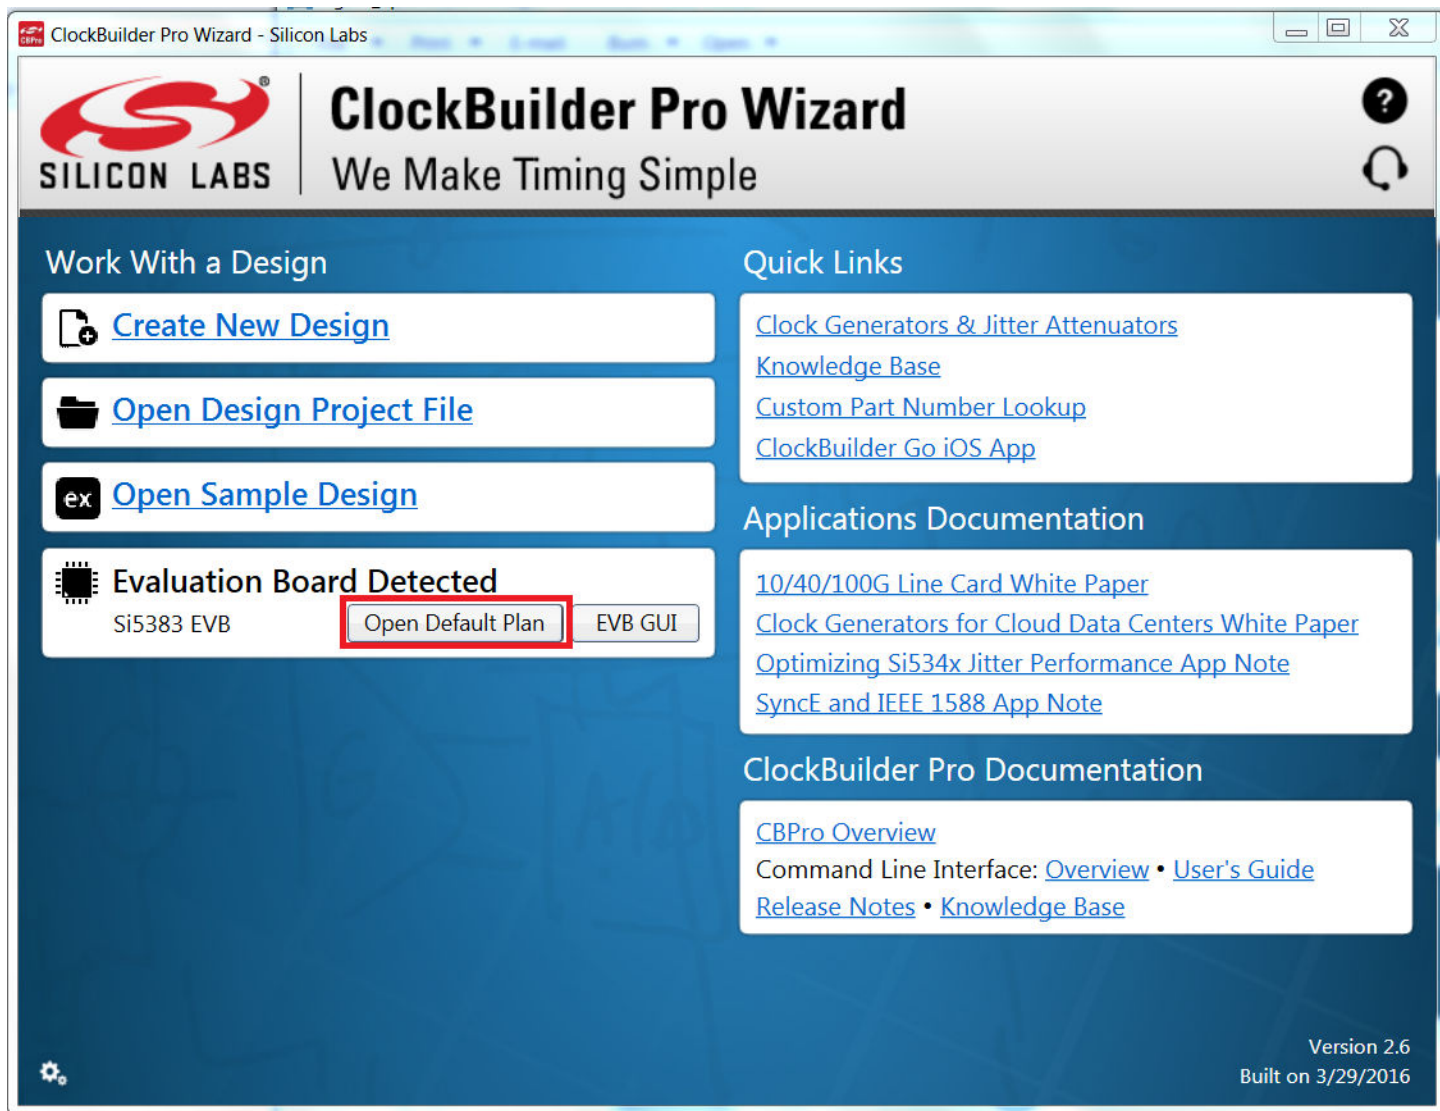 ClockBuilder Pro Wizard - Silicon Labs
Print E-mail Burn Open
SILICON LABS
®
ClockBuilder Pro Wizard
We Make Timing Simple
?
Work With a Design
Create New Design
Open Design Project File
ex Open Sample Design
Evaluation Board Detected
Si5383 EVB Open Default Plan EVB GUI
Quick Links
Clock Generators & Jitter Attenuators
Knowledge Base
Custom Part Number Lookup
ClockBuilder Go iOS App
Applications Documentation
10/40/100G Line Card White Paper
Clock Generators for Cloud Data Centers White Paper
Optimizing Si534x Jitter Performance App Note
SyncE and IEEE 1588 App Note
ClockBuilder Pro Documentation
CBPro Overview
Command Line Interface: Overview • User's Guide
Release Notes • Knowledge Base
Version 2.6
Built on 3/29/2016